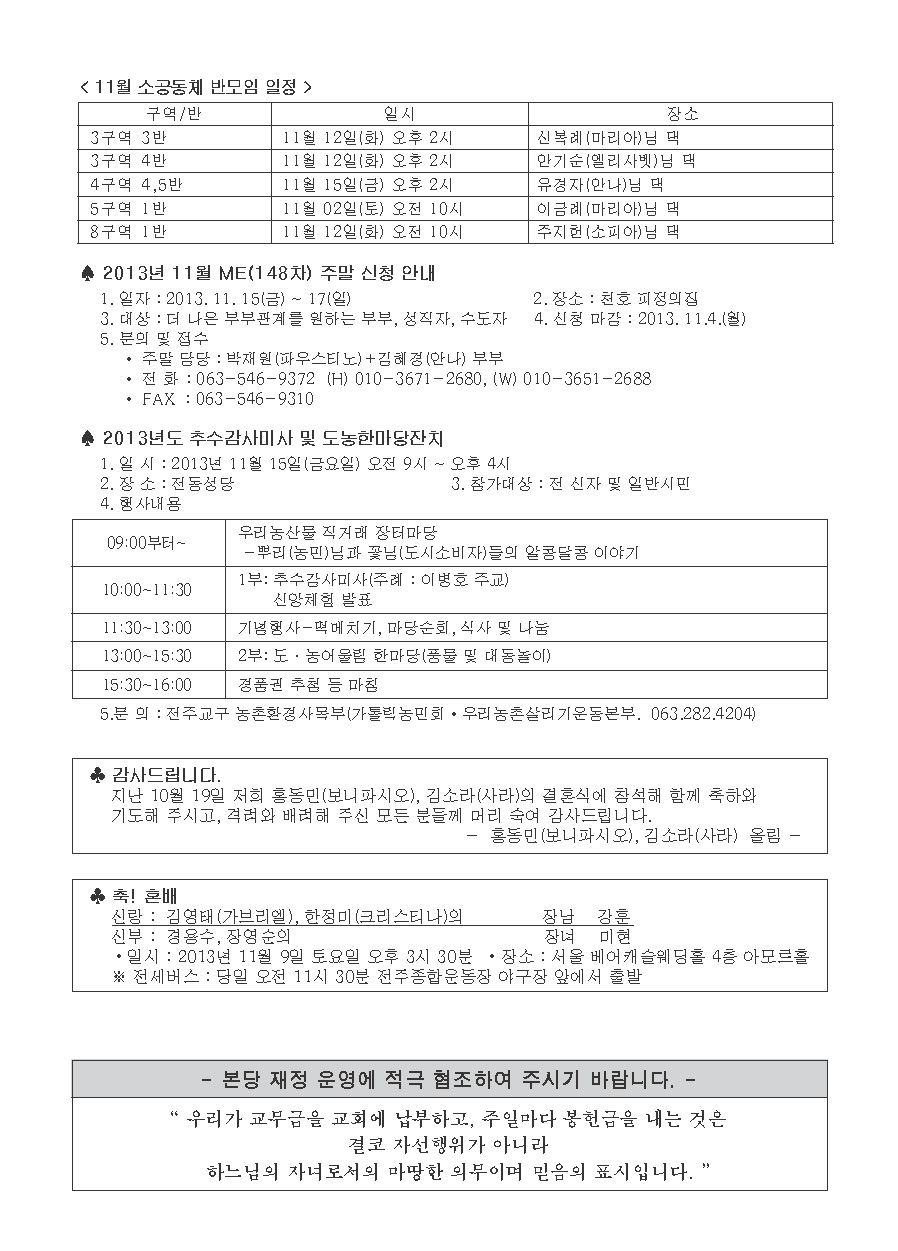 < 11월 소공동체 반모임 일정 >
구역/반 일시 장소
3구역 3반 11월 12일(화) 오후 2시 신복례(마리아)님 댁
3구역 4반 11월 12일(화) 오후 2시 안기순(엘리사벳)님 댁
4구역 4,5반 11월 15일(금) 오후 2시 유경자(안나)님 댁
5구역 1반 11월 02일(토) 오전 10시 이금례(마리아)님 댁
8구역 1반 11월 12일(화) 오전 10시 주지현(소피아)님 댁
♠ 2013년 11월 ME(148차) 주말 신청 안내
1. 일자 : 2013. 11. 15(금) ~ 17(일) 2. 장소 : 천호 피정의집
3. 대상 : 더 나은 부부관계를 원하는 부부, 성직자, 수도자 4. 신청 마감 : 2013. 11.4.(월)
5. 문의 및 접수
• 주말 담당 : 박재원(파우스티노)+김혜경(안나) 부부
• 전 화 : 063-546-9372 (H) 010-3671-2680, (W) 010-3651-2688
• FAX : 063-546-9310
♠ 2013년도 추수감사미사 및 도농한마당잔치
1. 일 시 : 2013년 11월 15일(금요일) 오전 9시 ~ 오후 4시
2. 장 소 : 전동성당 3. 참가대상 : 전 신자 및 일반시민
4. 행사내용
09:00부터~ 우리농산물 직거래 장터마당
-뿌리(농민)님과 꽃님(도시소비자)들의 알콩달콩 이야기
10:00~11:30 1부: 추수감사미사(주례 : 이병호 주교)
신앙체험 발표
11:30~13:00 기념행사-떡메치기, 마당순회, 식사 및 나눔
13:00~15:30 2부: 도·농어울림 한마당(풍물 및 대동놀이)
15:30~16:00 경품권 추첨 등 마침
5.문 의 : 전주교구 농촌환경사목부(가톨릭농민회•우리농촌살리기운동본부. 063.282.4204)
♣ 감사드립니다.
지난 10월 19일 저희 홍동민(보니파시오), 김소라(사라)의 결혼식에 참석해 함께 축하와
기도해 주시고, 격려와 배려해 주신 모든 분들께 머리 숙여 감사드립니다.
- 홍동민(보니파시오), 김소라(사라) 올림 -
♣ 축! 혼배
신랑 : 김영태(가브리엘), 한정미(크리스티나)의 장남 강훈
신부 : 경용수, 장영순의 장녀 미현
•일시 : 2013년 11월 9일 토요일 오후 3시 30분 •장소 : 서울 베어캐슬웨딩홀 4층 아모르홀
※ 전세버스 : 당일 오전 11시 30분 전주종합운동장 야구장 앞에서 출발
- 본당 재정 운영에 적극 협조하여 주시기 바랍니다. -
“ 우리가 교무금을 교회에 납부하고, 주일마다 봉헌금을 내는 것은
결코 자선행위가 아니라
하느님의 자녀로서의 마땅한 의무이며 믿음의 표시입니다. ”